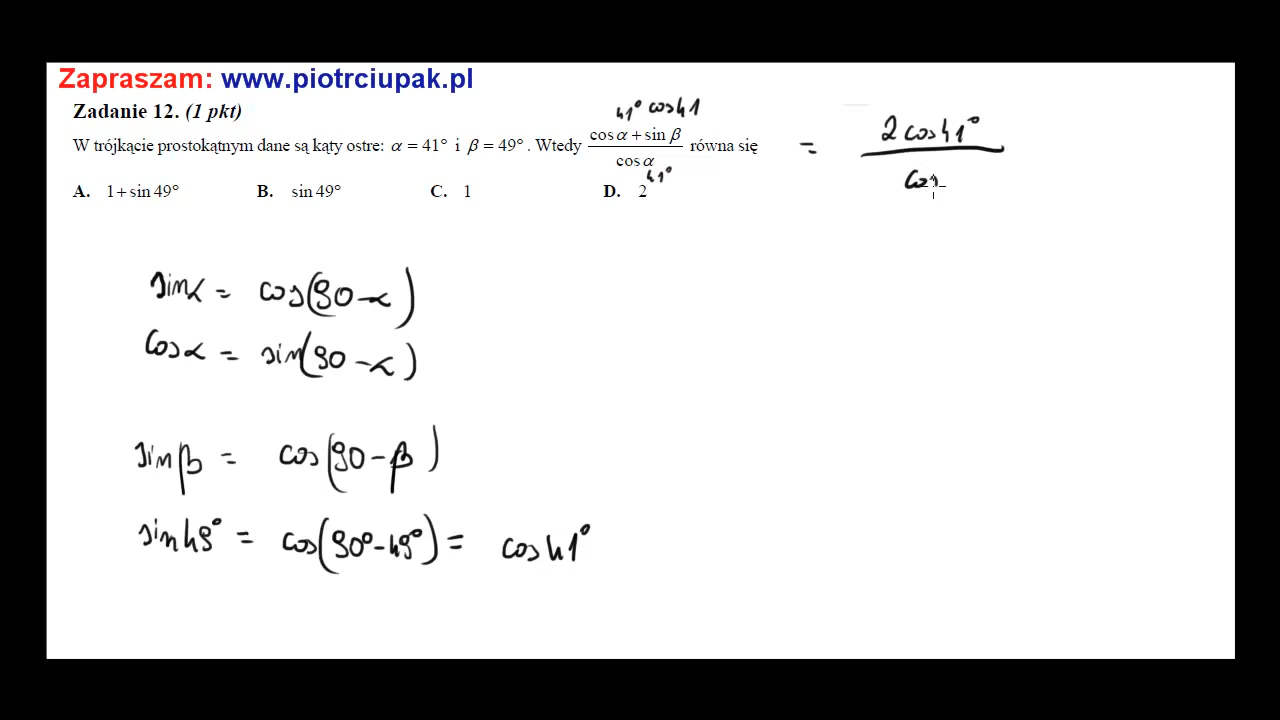 Zapraszam: www.piotrciupak.pl
Zadanie 12. (1 pkt)
41° cos41
W trójkącie prostokątnym dane są kąty ostre: α = 41° i β = 49°. Wtedy (cos α + sin β)/(cos α) równa się = (2 cos41°)/(cos
41°
A. 1 + sin 49° B. sin 49° C. 1 D. 2
sinα = cos(90-α)
cosα = sin(90-α)
sinβ = cos(90-β)
sin49° = cos(90°-49°) = cos41°